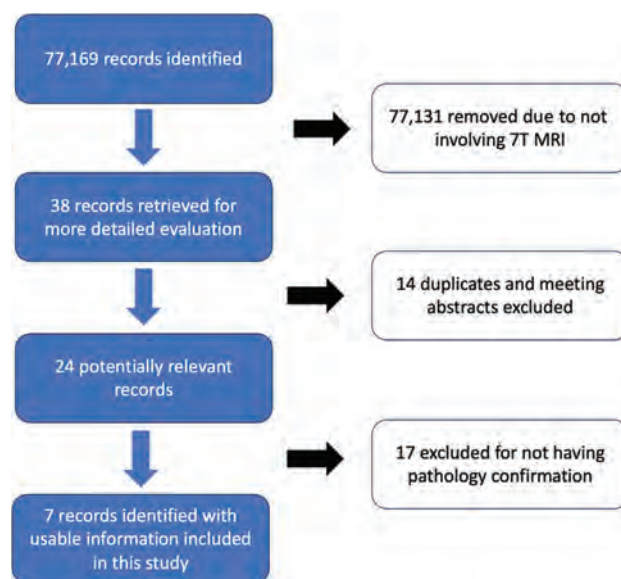 77,169 records identified
77,131 removed due to not
involving 7T MRI
38 records retrieved for
more detailed evaluation
14 duplicates and meeting
abstracts excluded
24 potentially relevant
records
17 excluded for not having
pathology confirmation
7 records identified with
usable information included
in this study